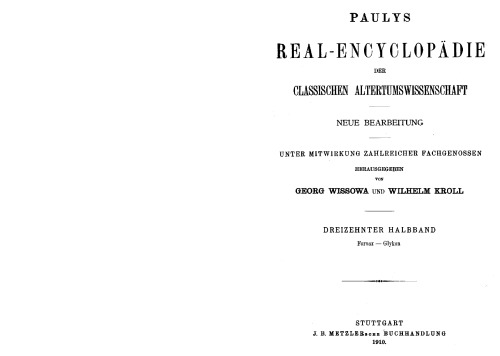 PAULYS
REAL-ENCYCLOPÄDIE
DER
CLASSISCHEN ALTERTUMSWISSENSCHAFT
NEUE BEARBEITUNG
UNTER MITWIRKUNG ZAHLREICHER FACHGENOSSEN
HERAUSGEGEBEN
VON
GEORG WISSOWA UND WILHELM KROLL
DREIZEHNTER HALBBAND
Fornax — Glykon
STUTTGART
J. B. METZLERSCHE BUCHHANDLUNG
1910.